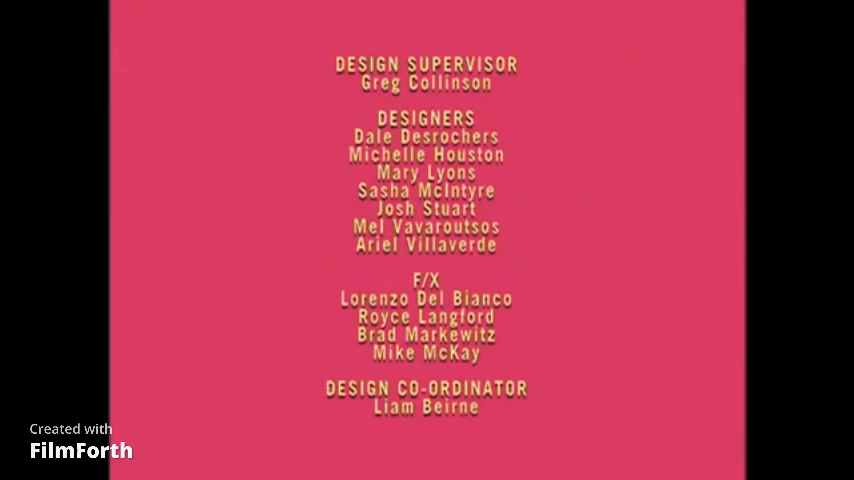 DESIGN SUPERVISOR
Greg Collinson
DESIGNERS
Dale Desrochers
Michelle Houston
Mary Lyons
Sasha McIntyre
Josh Stuart
Mel Vavaroutsos
Ariel Villaverde
F/X
Lorenzo Del Bianco
Royce Langford
Brad Markewitz
Mike McKay
DESIGN CO-ORDINATOR
Liam Beirne
Created with
FilmForth